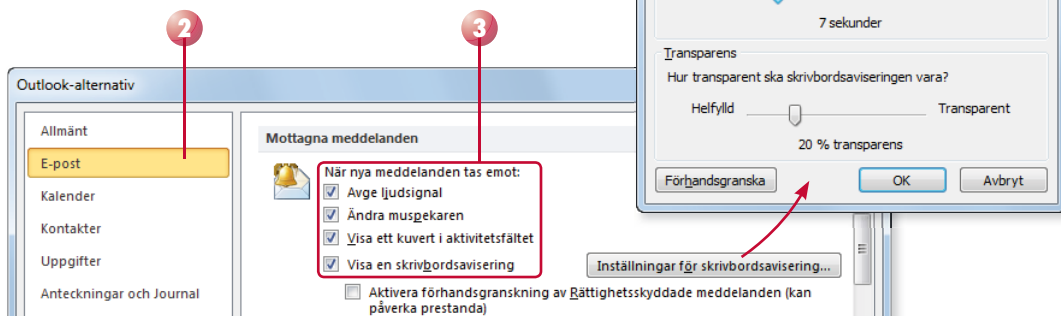 2
3
7 sekunder
Transparens
Hur transparent ska skrivbordsaviseringen vara?
Helfylld Transparent
20 % transparens
Förhandsgranska OK Avbryt
Outlook-alternativ
Allmänt
E-post
Kalender
Kontakter
Uppgifter
Anteckningar och Journal
Mottagna meddelanden
När nya meddelanden tas emot:
Avge ljudsignal
Ändra muspekaren
Visa ett kuvert i aktivitetsfältet
Visa en skrivbordsavisering
Inställningar för skrivbordsavisering...
Aktivera förhandsgranskning av Rättighetsskyddade meddelanden (kan
påverka prestanda)